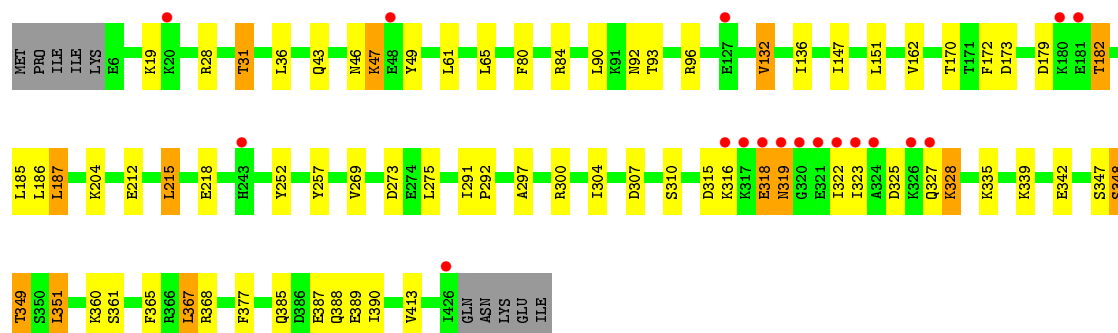 MET PRO ILE ILE LYS E6 K19 K20 R28 T31 L36 Q43 N46 K47 E48 Y49 L61 L65 F80 R84 L90 K91 N92 T93 R96 E127 V132 I136 I147 L151 V162 T170 T171 F172 D173 D179 K180 E181 T182
L185 L186 L187 K204 E212 L215 E218 H243 Y252 Y257 V269 D273 E274 L275 I291 P292 A297 R300 I304 D307 S310 D315 K316 K317 E318 N319 G320 E321 I322 I323 A324 D325 K326 Q327 K328 K335 K339 E342 S347 S348
T349 S350 L351 K360 S361 F365 R366 L367 R368 F377 Q385 D386 E387 Q388 E389 I390 V413 I426 GLN ASN LYS GLU ILE